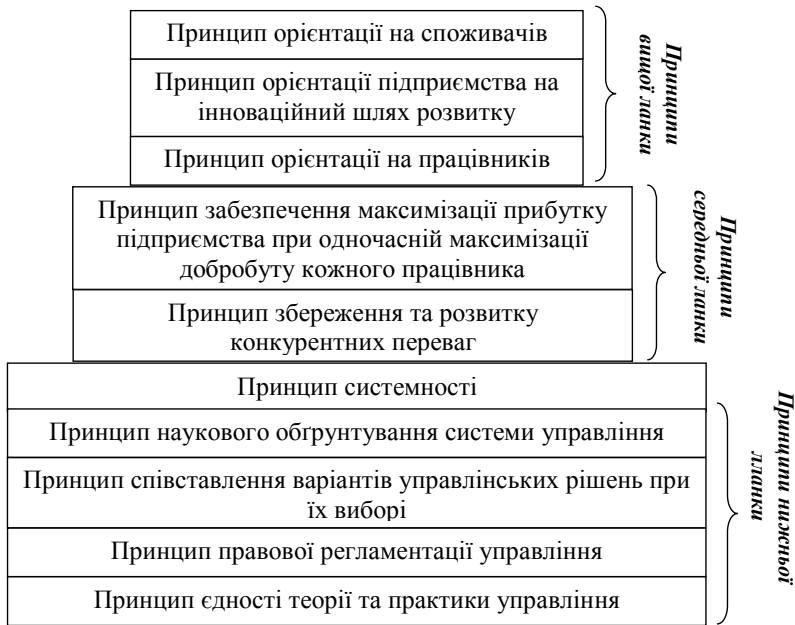 Принцип орієнтації на споживачів
Принцип орієнтації підприємства на
інноваційний шлях розвитку
Принцип орієнтації на працівників
Принципи
вищої ланки
Принцип забезпечення максимізації прибутку
підприємства при одночасній максимізації
добробуту кожного працівника
Принцип збереження та розвитку
конкурентних переваг
Принципи
середньої ланки
Принцип системності
Принцип наукового обґрунтування системи управління
Принцип співставлення варіантів управлінських рішень при
їх виборі
Принцип правової регламентації управління
Принцип єдності теорії та практики управління
Принципи нижньої
лланки